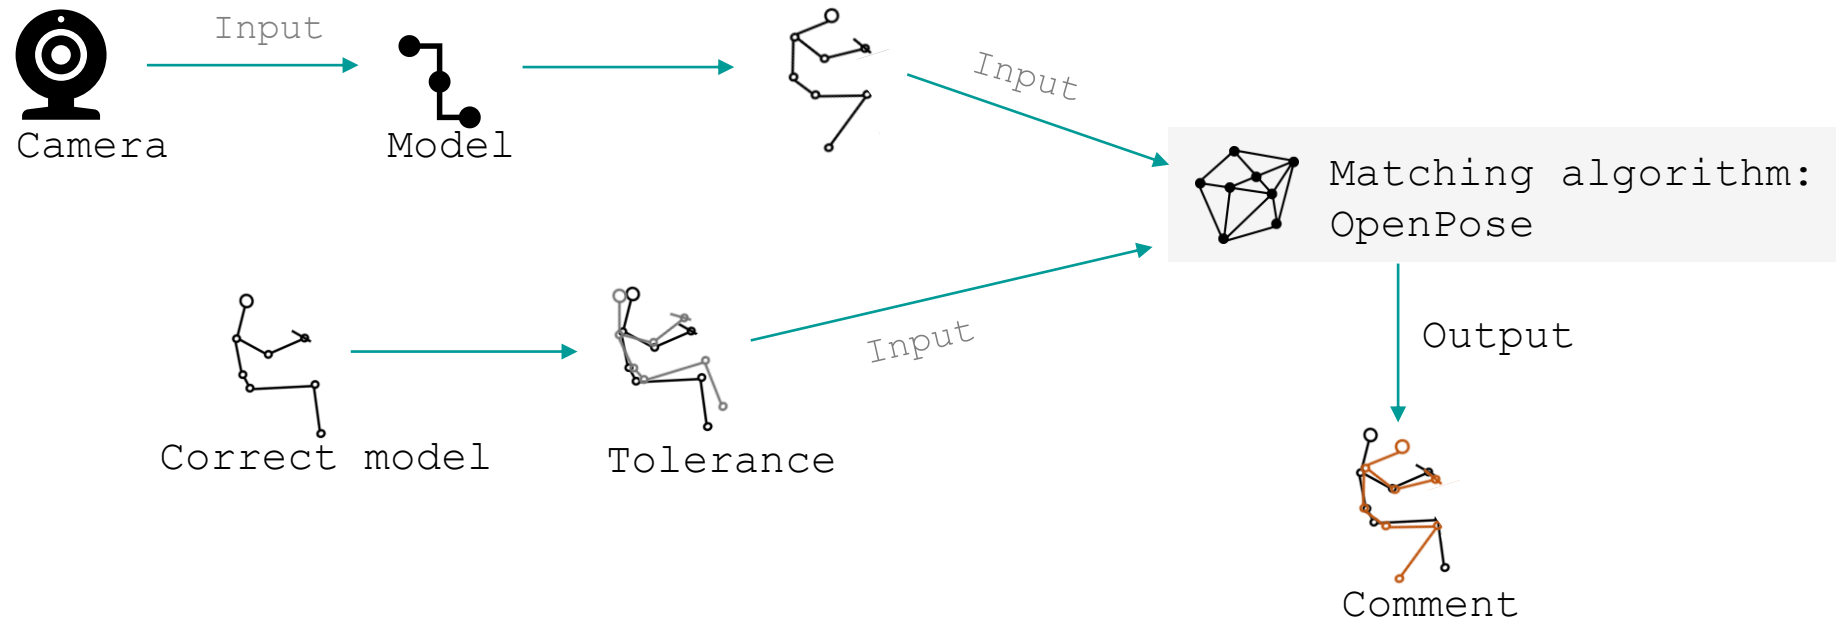 Input
Camera
Model
Input
Matching algorithm:
OpenPose
Input
Output
Correct model
Tolerance
Comment